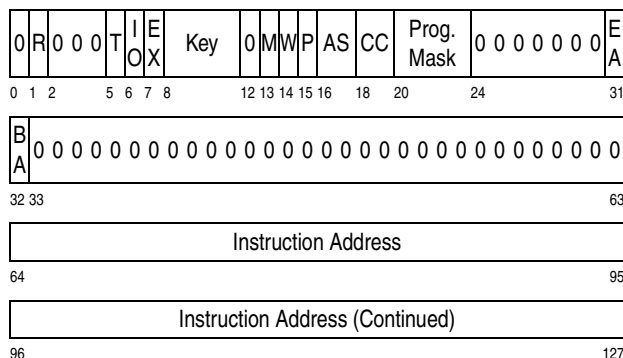 0 R 0 0 0 T I O E X Key 0 M W P AS CC Prog. Mask 0 0 0 0 0 0 0 E A
0 1 2 5 6 7 8 12 13 14 15 16 18 20 24 31
B A 0 0 0 0 0 0 0 0 0 0 0 0 0 0 0 0 0 0 0 0 0 0 0 0 0 0 0 0 0 0 0
32 33 63
Instruction Address
64 95
Instruction Address (Continued)
96 127